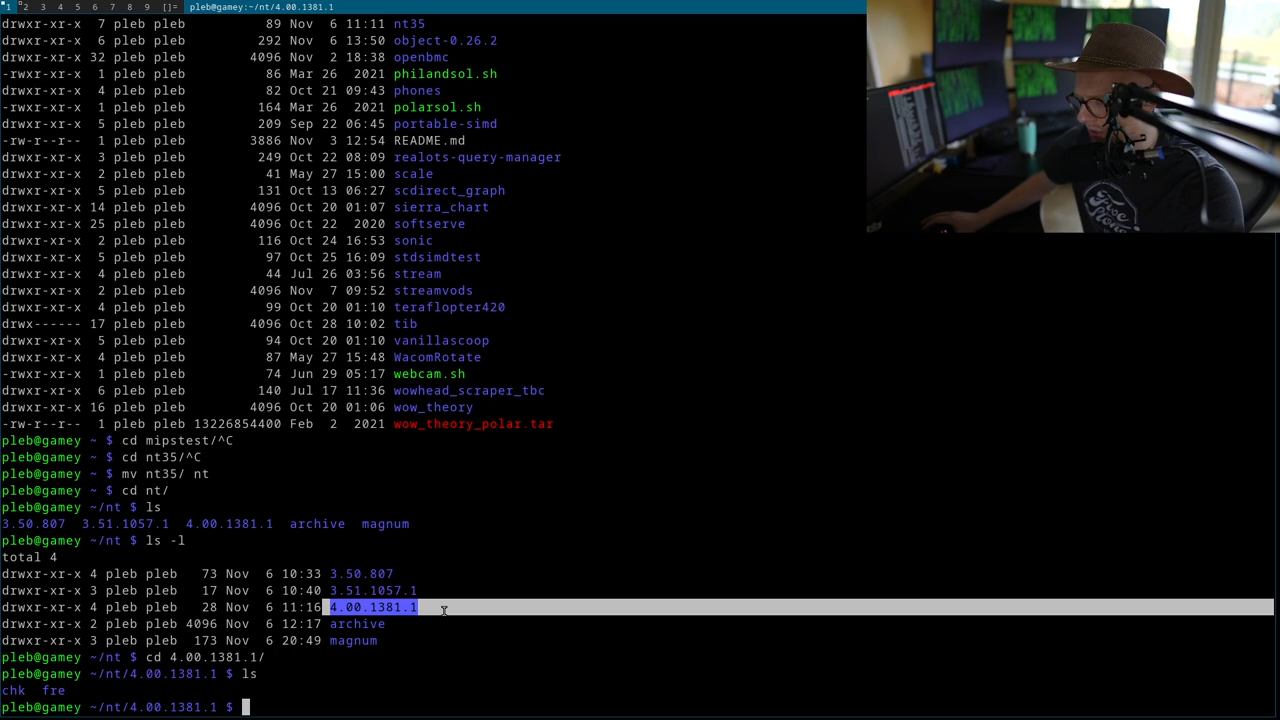 1 2 3 4 5 6 7 8 9 []= pleb@gamey:~/nt/4.00.1381.1
drwxr-xr-x 7 pleb pleb 89 Nov 6 11:11 nt35
drwxr-xr-x 6 pleb pleb 292 Nov 6 13:50 object-0.26.2
drwxr-xr-x 32 pleb pleb 4096 Nov 2 18:38 openbmc
-rwxr-xr-x 1 pleb pleb 86 Mar 26 2021 philandsol.sh
drwxr-xr-x 4 pleb pleb 82 Oct 21 09:43 phones
-rwxr-xr-x 1 pleb pleb 164 Mar 26 2021 polarsol.sh
drwxr-xr-x 5 pleb pleb 209 Sep 22 06:45 portable-simd
-rw-r--r-- 1 pleb pleb 3886 Nov 3 12:54 README.md
drwxr-xr-x 3 pleb pleb 249 Oct 22 08:09 realots-query-manager
drwxr-xr-x 2 pleb pleb 41 May 27 15:00 scale
drwxr-xr-x 5 pleb pleb 131 Oct 13 06:27 scdirect_graph
drwxr-xr-x 14 pleb pleb 4096 Oct 20 01:07 sierra_chart
drwxr-xr-x 25 pleb pleb 4096 Oct 22 2020 softserve
drwxr-xr-x 2 pleb pleb 116 Oct 24 16:53 sonic
drwxr-xr-x 5 pleb pleb 97 Oct 25 16:09 stdsimdtest
drwxr-xr-x 4 pleb pleb 44 Jul 26 03:56 stream
drwxr-xr-x 2 pleb pleb 4096 Nov 7 09:52 streamvods
drwxr-xr-x 4 pleb pleb 99 Oct 20 01:10 teraflopter420
drwx------ 17 pleb pleb 4096 Oct 28 10:02 tib
drwxr-xr-x 5 pleb pleb 94 Oct 20 01:10 vanillascoop
drwxr-xr-x 4 pleb pleb 87 May 27 15:48 WacomRotate
-rwxr-xr-x 1 pleb pleb 74 Jun 29 05:17 webcam.sh
drwxr-xr-x 6 pleb pleb 140 Jul 17 11:36 wowhead_scraper_tbc
drwxr-xr-x 16 pleb pleb 4096 Oct 20 01:06 wow_theory
-rw-r--r-- 1 pleb pleb 13226854400 Feb 2 2021 wow_theory_polar.tar
pleb@gamey ~ $ cd mipstest/^C
pleb@gamey ~ $ cd nt35/^C
pleb@gamey ~ $ mv nt35/ nt
pleb@gamey ~ $ cd nt/
pleb@gamey ~/nt $ ls
3.50.807 3.51.1057.1 4.00.1381.1 archive magnum
pleb@gamey ~/nt $ ls -l
total 4
drwxr-xr-x 4 pleb pleb 73 Nov 6 10:33 3.50.807
drwxr-xr-x 3 pleb pleb 17 Nov 6 10:40 3.51.1057.1
drwxr-xr-x 4 pleb pleb 28 Nov 6 11:16 4.00.1381.1
drwxr-xr-x 2 pleb pleb 4096 Nov 6 12:17 archive
drwxr-xr-x 3 pleb pleb 173 Nov 6 20:49 magnum
pleb@gamey ~/nt $ cd 4.00.1381.1/
pleb@gamey ~/nt/4.00.1381.1 $ ls
chk fre
pleb@gamey ~/nt/4.00.1381.1 $